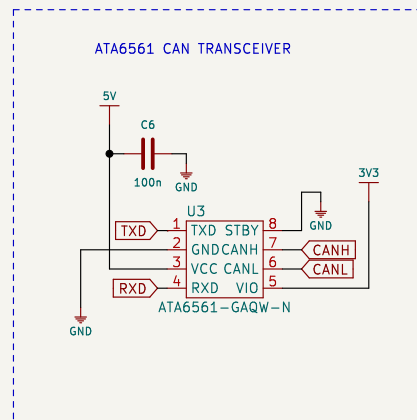 ATA6561 CAN TRANSCEIVER
5V
C6
100n
GND
3V3
U3
GND
TXD 1 TXD STBY 8
2 GND CANH 7 CANH
3 VCC CANL 6 CANL
RXD 4 RXD VIO 5
ATA6561-GAQW-N
GND